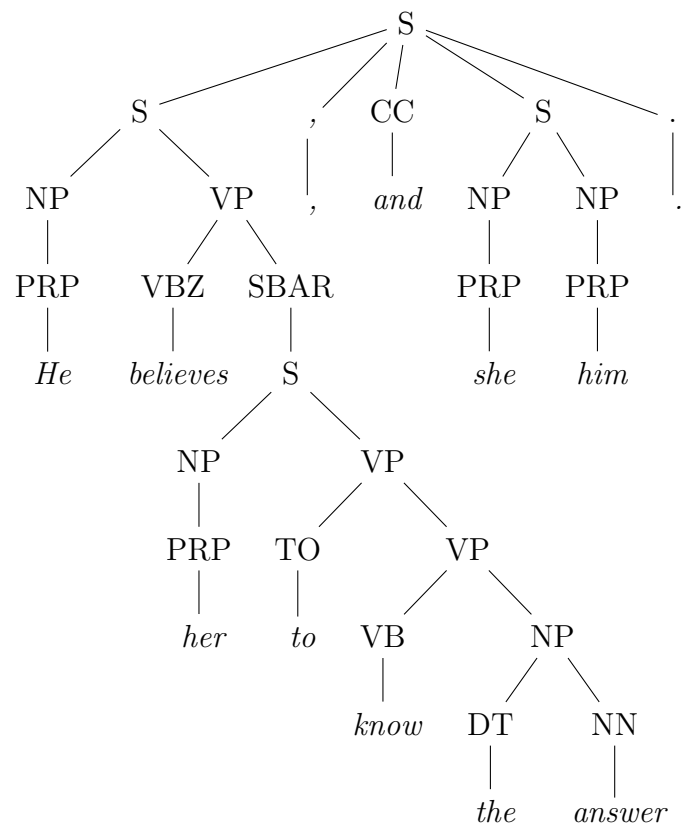 S
S , CC S .
NP VP , and NP NP .
PRP VBZ SBAR PRP PRP
He believes S she him
NP VP
PRP TO VP
her to VB NP
know DT NN
the answer